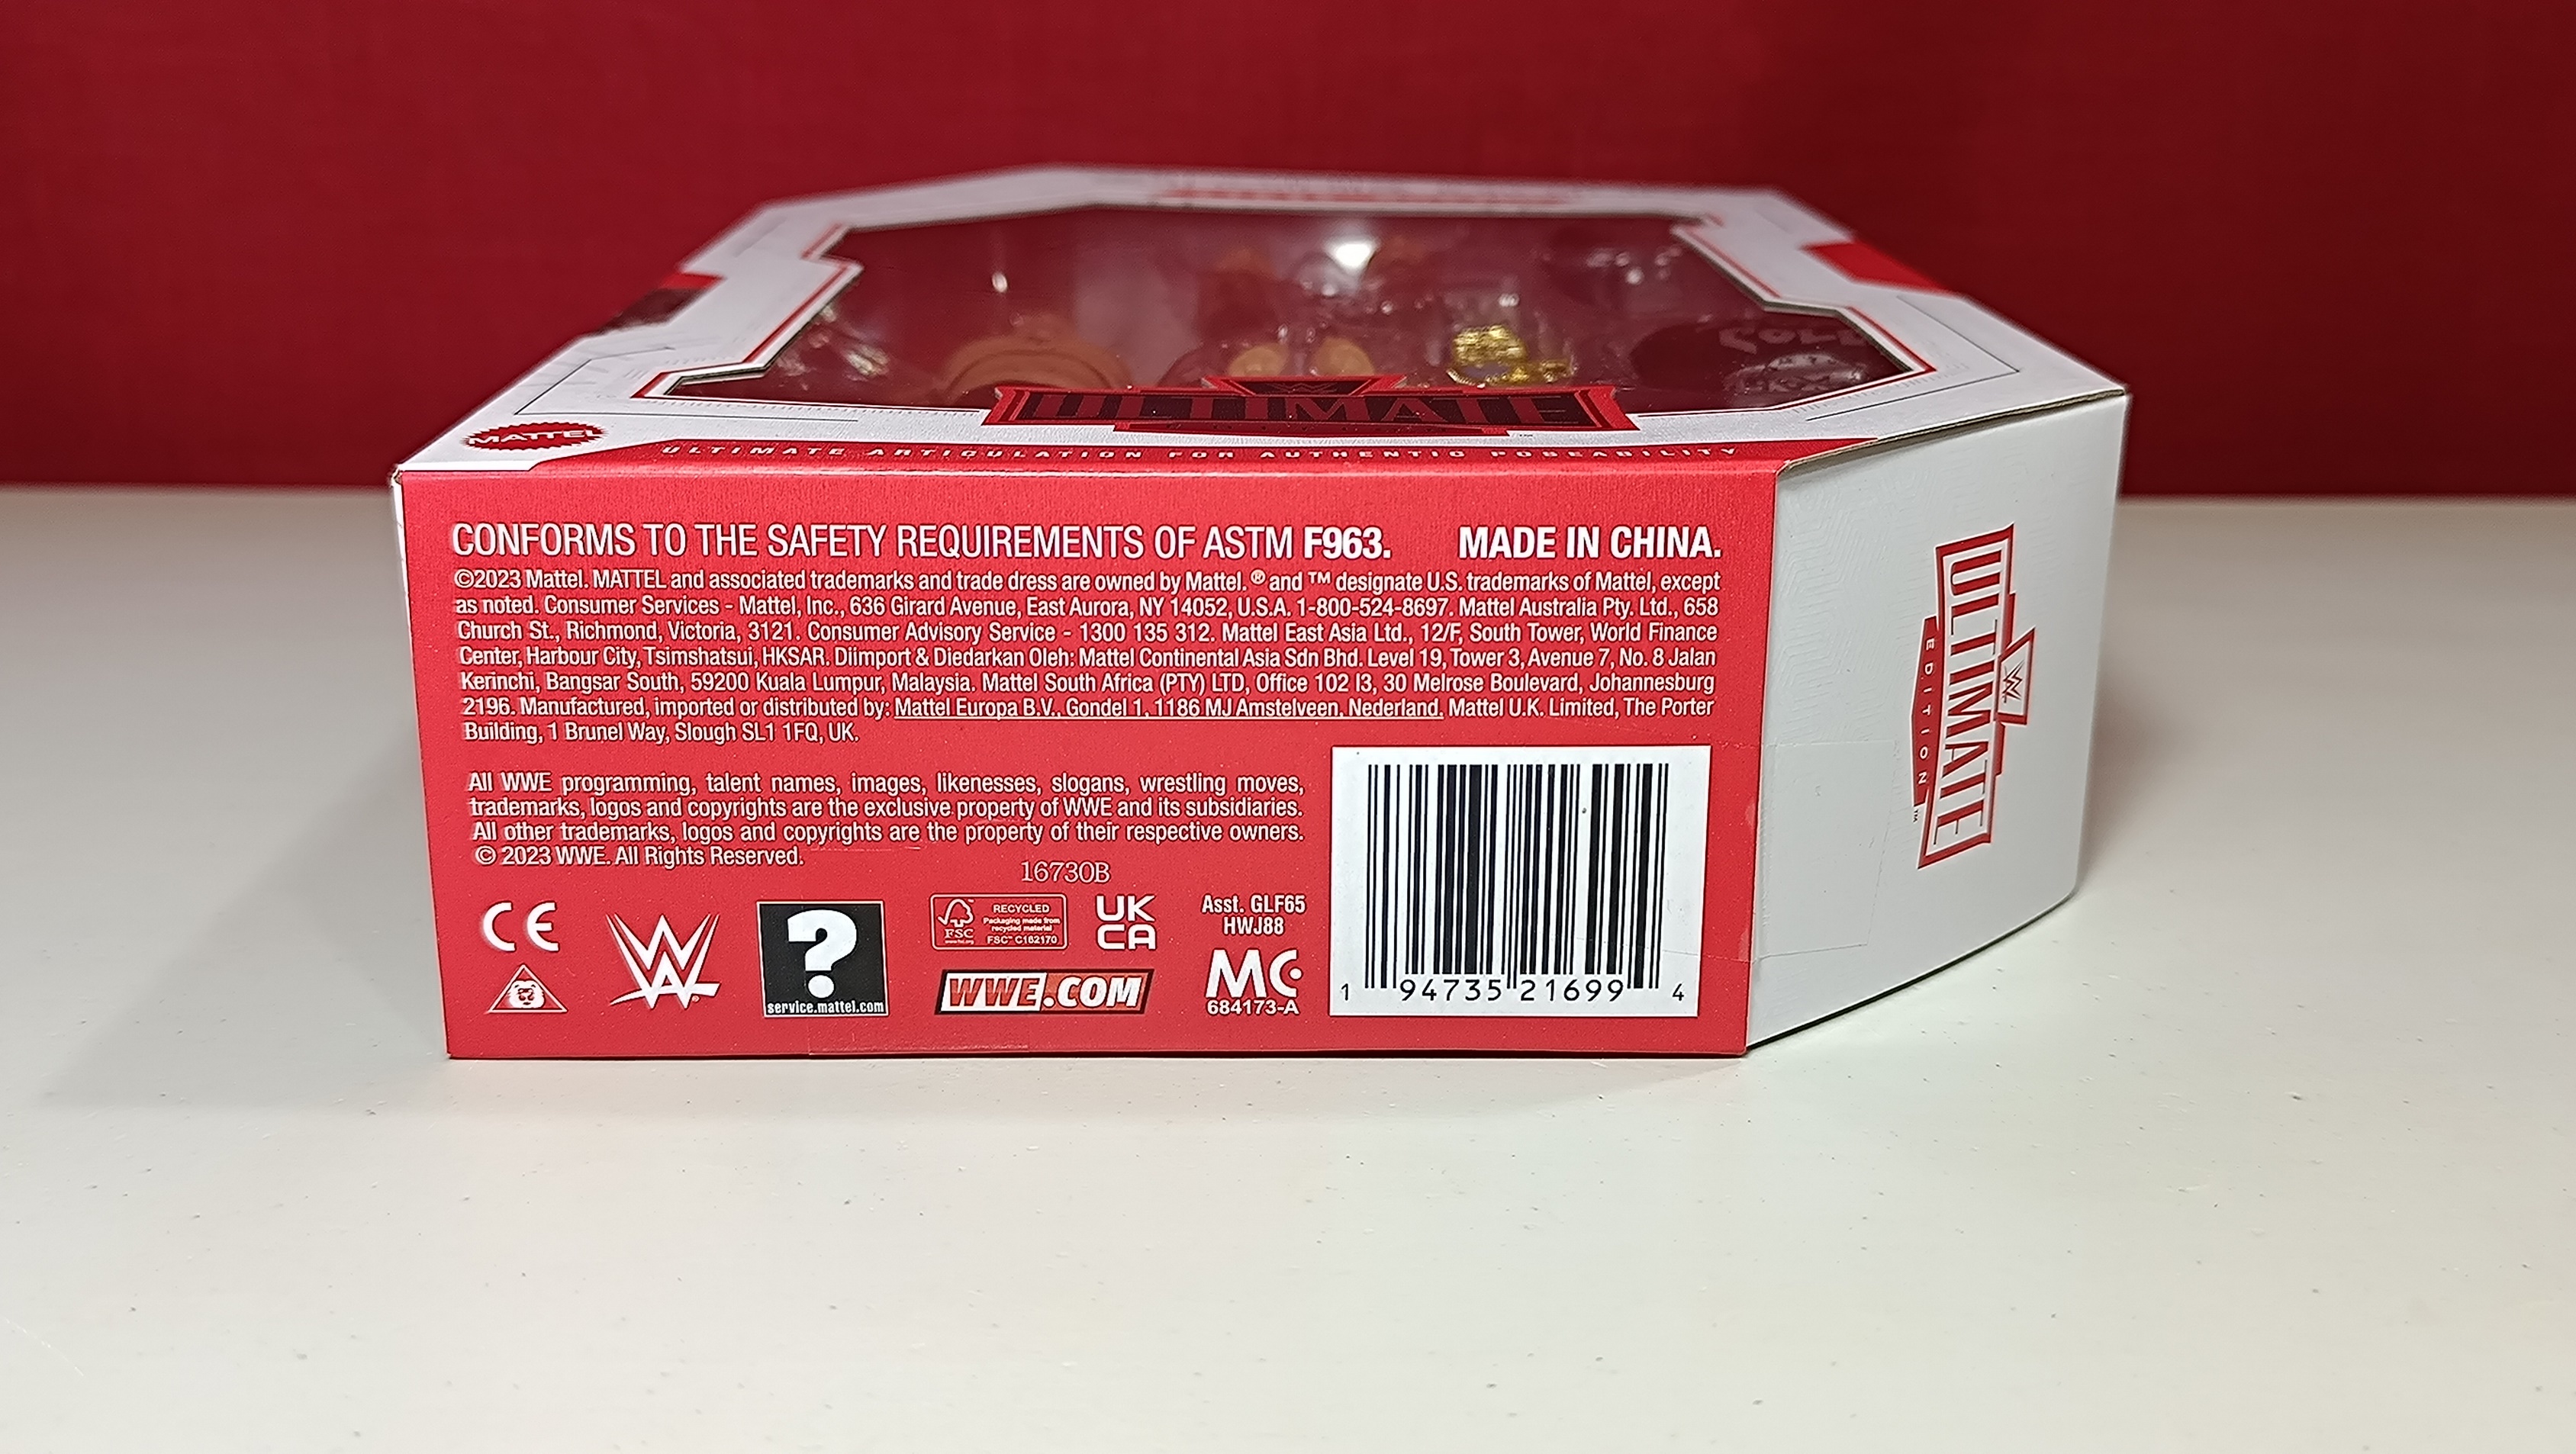 MATTEL
ULTIMATE
ULTIMATE ARTICULATION FOR AUTHENTIC POSEABILITY
CONFORMS TO THE SAFETY REQUIREMENTS OF ASTM F963. MADE IN CHINA.
©2023 Mattel. MATTEL and associated trademarks and trade dress are owned by Mattel. ® and ™ designate U.S. trademarks of Mattel, except
as noted. Consumer Services - Mattel, Inc., 636 Girard Avenue, East Aurora, NY 14052, U.S.A. 1-800-524-8697. Mattel Australia Pty. Ltd., 658
Church St., Richmond, Victoria, 3121. Consumer Advisory Service - 1300 135 312. Mattel East Asia Ltd., 12/F, South Tower, World Finance
Center, Harbour City, Tsimshatsui, HKSAR. Diimport & Diedarkan Oleh: Mattel Continental Asia Sdn Bhd. Level 19, Tower 3, Avenue 7, No. 8 Jalan
Kerinchi, Bangsar South, 59200 Kuala Lumpur, Malaysia. Mattel South Africa (PTY) LTD, Office 102 I3, 30 Melrose Boulevard, Johannesburg
2196. Manufactured, imported or distributed by: Mattel Europa B.V., Gondel 1, 1186 MJ Amstelveen, Nederland. Mattel U.K. Limited, The Porter
Building, 1 Brunel Way, Slough SL1 1FQ, UK.
All WWE programming, talent names, images, likenesses, slogans, wrestling moves,
trademarks, logos and copyrights are the exclusive property of WWE and its subsidiaries.
All other trademarks, logos and copyrights are the property of their respective owners.
© 2023 WWE. All Rights Reserved.
16730B
CE
W
?
service.mattel.com
FSC
RECYCLED
Packaging made from
recycled material
FSC™ C162170
UK
CA
WWE.COM
Asst. GLF65
HWJ88
MC
684173-A
1 94735 21699 4
ULTIMATE
EDITION™